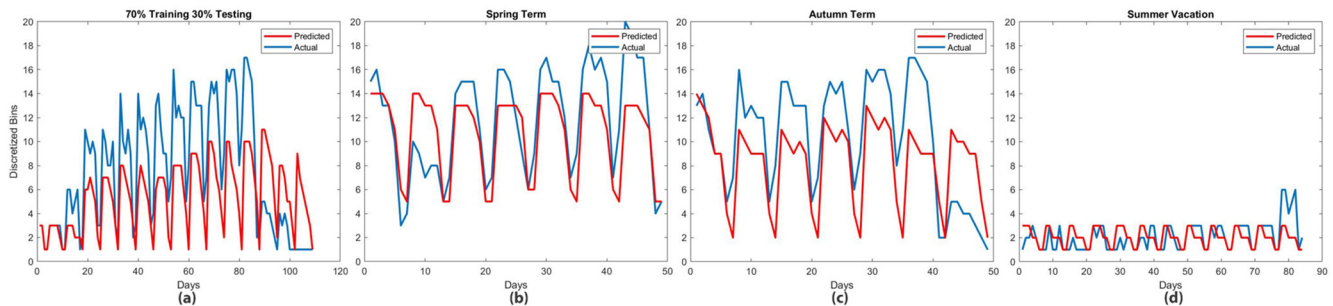 70% Training 30% Testing
Predicted
Actual
Discretized Bins
20
18
16
14
12
10
8
6
4
2
0
0 20 40 60 80 100 120
Days
(a)
Spring Term
Predicted
Actual
20
18
16
14
12
10
8
6
4
2
0
0 10 20 30 40 50
Days
(b)
Autumn Term
Predicted
Actual
20
18
16
14
12
10
8
6
4
2
0
0 10 20 30 40 50
Days
(c)
Summer Vacation
Predicted
Actual
20
18
16
14
12
10
8
6
4
2
0
0 10 20 30 40 50 60 70 80 90
Days
(d)